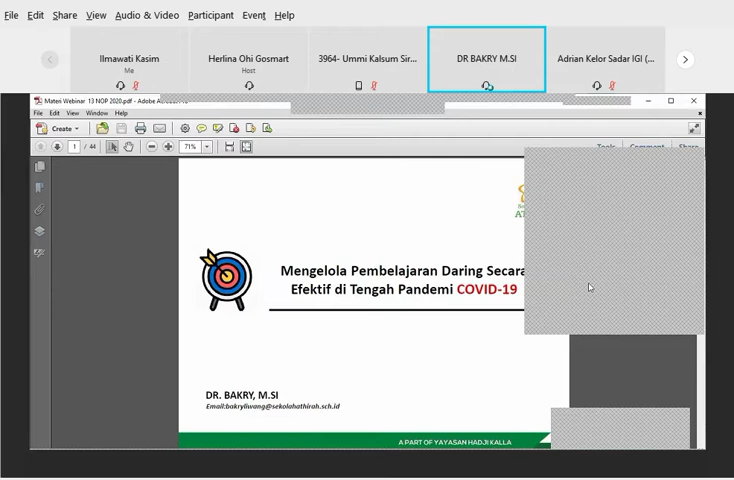 File Edit Share View Audio & Video Participant Event Help
Ilmawati Kasim
Me
Herlina Ohi Gosmart
Host
3964- Ummi Kalsum Sir...
DR BAKRY M.SI
Adrian Kelor Sadar IGI (...
Materi Webinar 13 NOP 2020.pdf - Adobe
File Edit View Window Help
Create
1 / 44
71%
Tools Comment Share
Mengelola Pembelajaran Daring Secara
Efektif di Tengah Pandemi COVID-19
DR. BAKRY, M.SI
Email:bakryliwang@sekolahathirah.sch.id
A PART OF YAYASAN HADJI KALLA